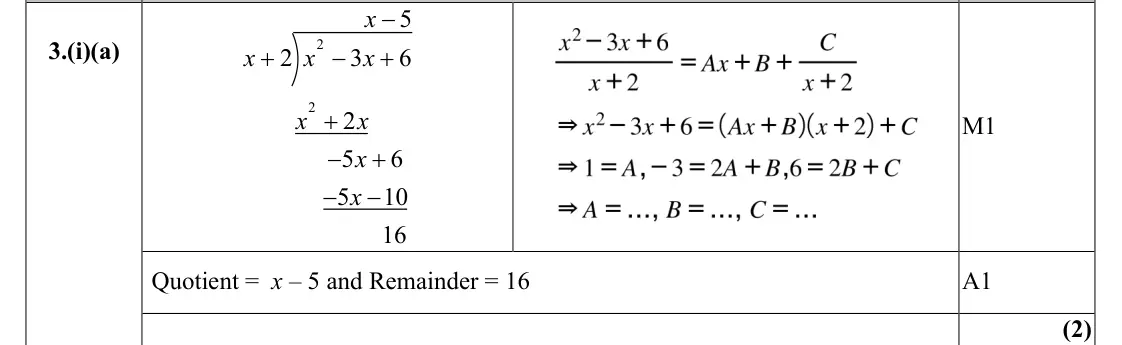 3.(i)(a)
x − 5
x + 2)x² − 3x + 6
x² + 2x
−5x + 6
−5x − 10
16
(x² − 3x + 6)/(x + 2) = Ax + B + C/(x + 2)
⇒ x² − 3x + 6 = (Ax + B)(x + 2) + C
⇒ 1 = A, − 3 = 2A + B,6 = 2B + C
⇒ A = …, B = …, C = …
M1
Quotient = x – 5 and Remainder = 16
A1
(2)